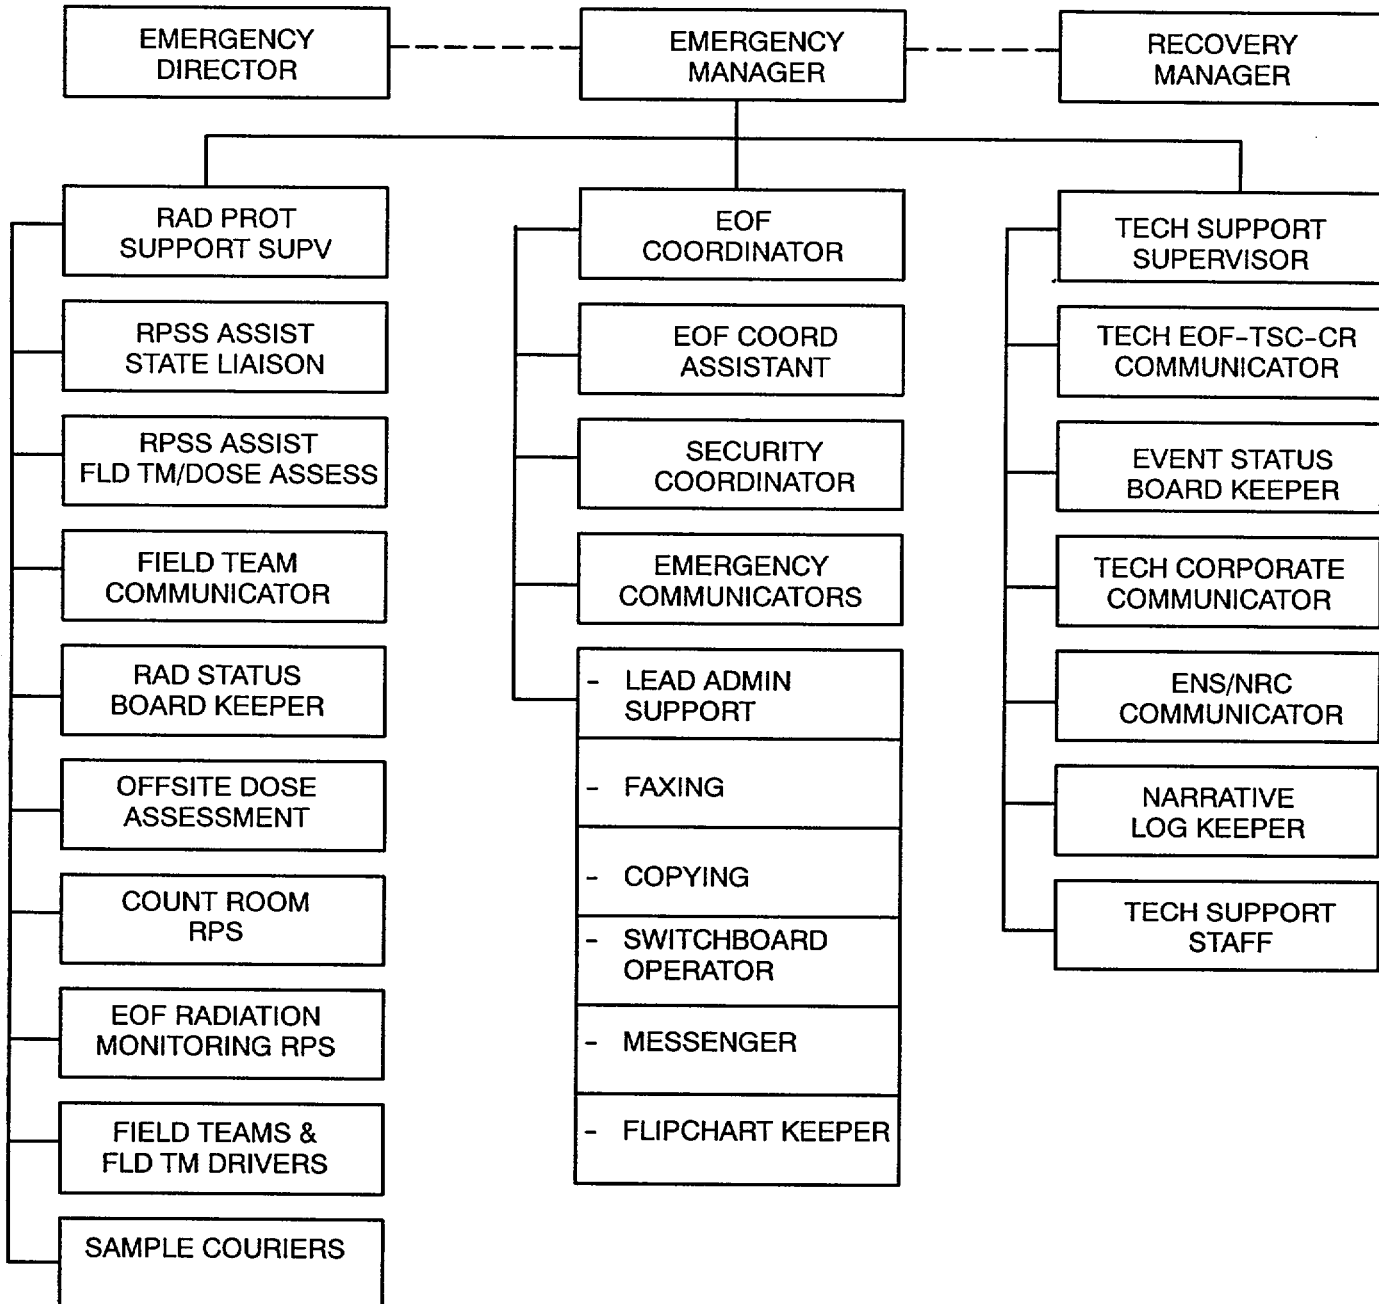 EMERGENCY
DIRECTOR
EMERGENCY
MANAGER
RECOVERY
MANAGER
RAD PROT
SUPPORT SUPV
RPSS ASSIST
STATE LIAISON
RPSS ASSIST
FLD TM/DOSE ASSESS
FIELD TEAM
COMMUNICATOR
RAD STATUS
BOARD KEEPER
OFFSITE DOSE
ASSESSMENT
COUNT ROOM
RPS
EOF RADIATION
MONITORING RPS
FIELD TEAMS &
FLD TM DRIVERS
SAMPLE COURIERS
EOF
COORDINATOR
EOF COORD
ASSISTANT
SECURITY
COORDINATOR
EMERGENCY
COMMUNICATORS
- LEAD ADMIN
SUPPORT
- FAXING
- COPYING
- SWITCHBOARD
OPERATOR
- MESSENGER
- FLIPCHART KEEPER
TECH SUPPORT
SUPERVISOR
TECH EOF-TSC-CR
COMMUNICATOR
EVENT STATUS
BOARD KEEPER
TECH CORPORATE
COMMUNICATOR
ENS/NRC
COMMUNICATOR
NARRATIVE
LOG KEEPER
TECH SUPPORT
STAFF